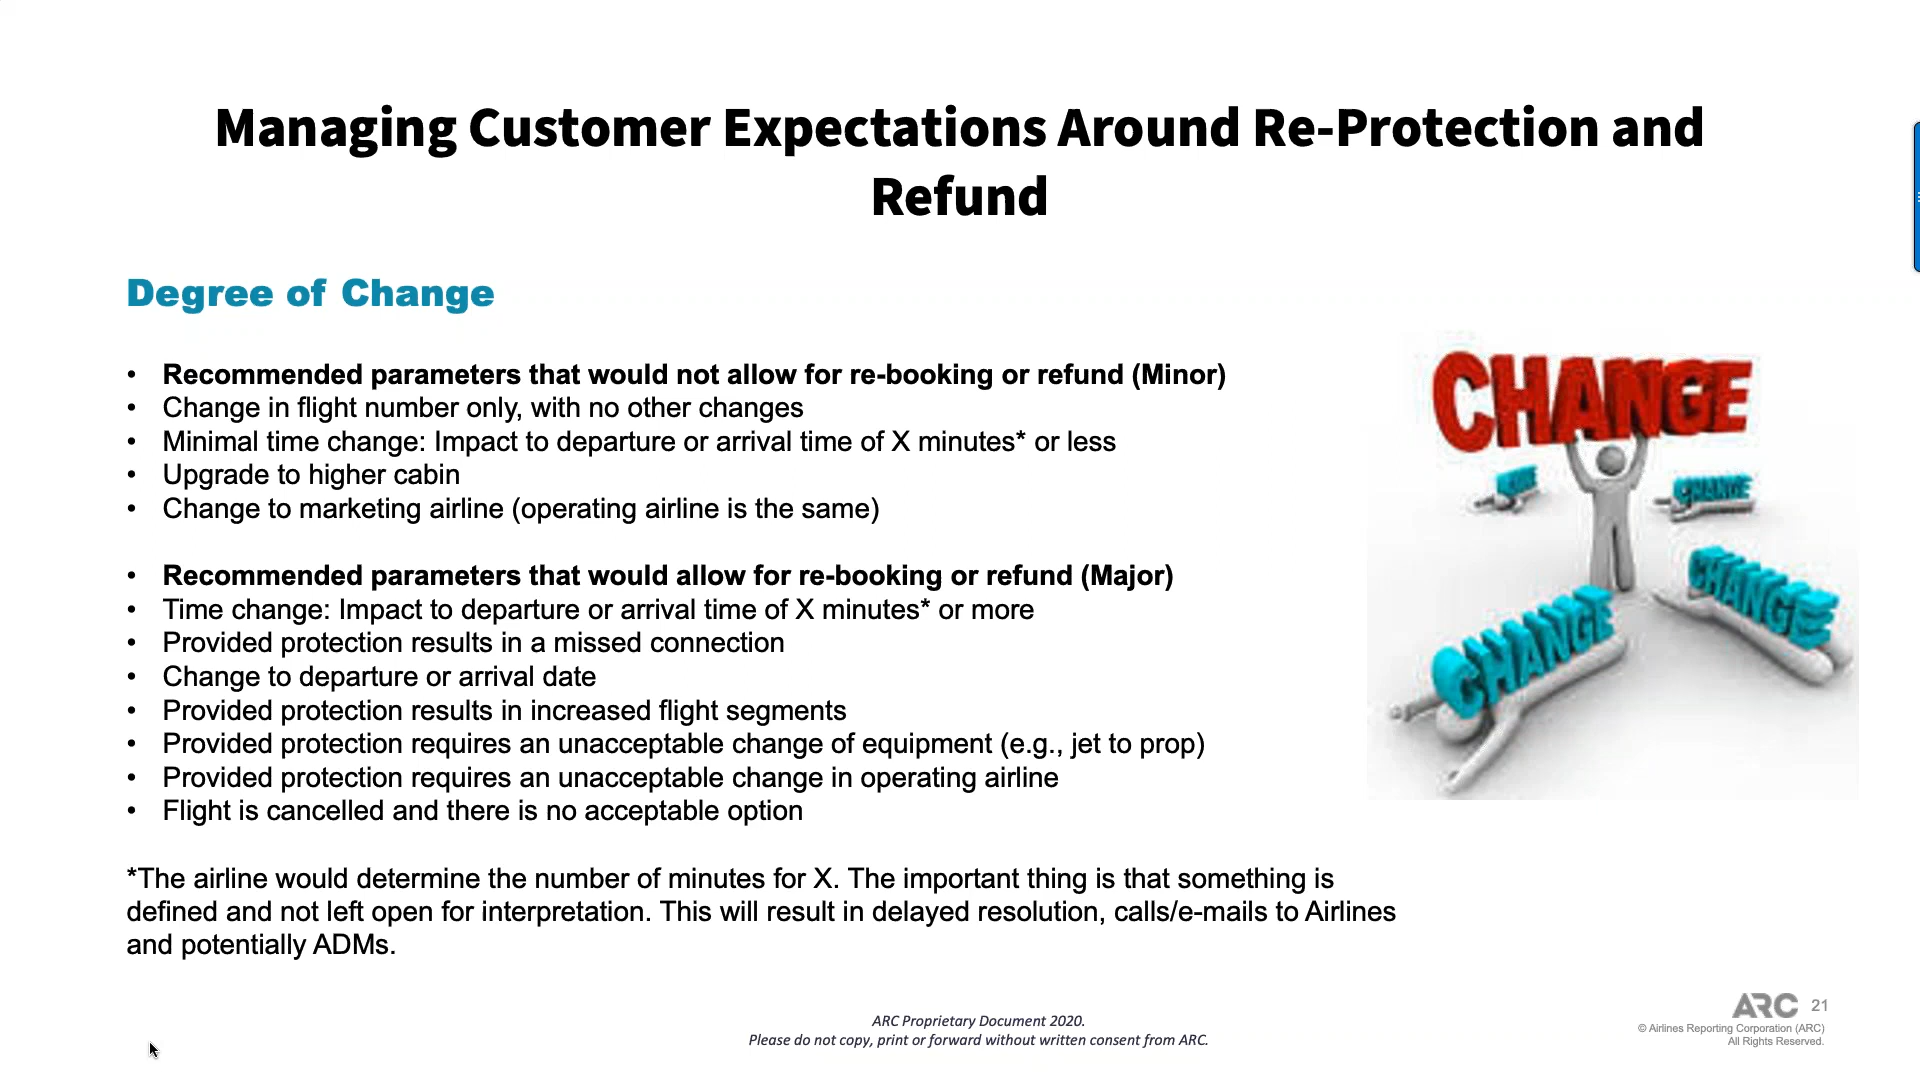 Managing Customer Expectations Around Re-Protection and
Refund
Degree of Change
• Recommended parameters that would not allow for re-booking or refund (Minor)
• Change in flight number only, with no other changes
• Minimal time change: Impact to departure or arrival time of X minutes* or less
• Upgrade to higher cabin
• Change to marketing airline (operating airline is the same)
• Recommended parameters that would allow for re-booking or refund (Major)
• Time change: Impact to departure or arrival time of X minutes* or more
• Provided protection results in a missed connection
• Change to departure or arrival date
• Provided protection results in increased flight segments
• Provided protection requires an unacceptable change of equipment (e.g., jet to prop)
• Provided protection requires an unacceptable change in operating airline
• Flight is cancelled and there is no acceptable option
*The airline would determine the number of minutes for X. The important thing is that something is
defined and not left open for interpretation. This will result in delayed resolution, calls/e-mails to Airlines
and potentially ADMs.
CHANGE
CHANGE
CHANGE
CHANGE
ARC Proprietary Document 2020.
Please do not copy, print or forward without written consent from ARC.
ARC 21
© Airlines Reporting Corporation (ARC)
All Rights Reserved.